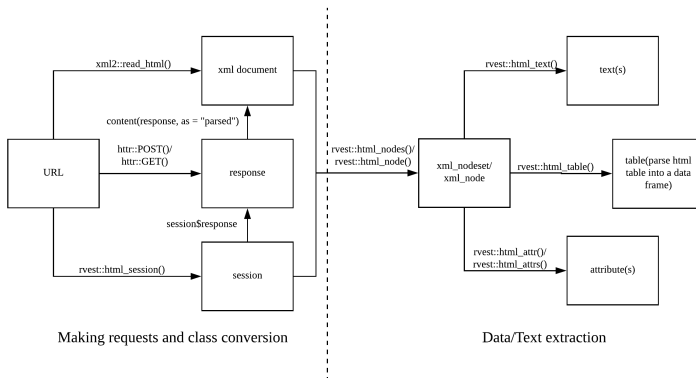 xml2::read_html()
xml document
rvest::html_text()
text(s)
content(response, as = "parsed")
URL
httr::POST()/
httr::GET()
response
rvest::html_nodes()/
rvest::html_node()
xml_nodeset/
xml_node
rvest::html_table()
table(parse html
table into a data
frame)
session$response
rvest::html_session()
session
rvest::html_attr()/
rvest::html_attrs()
attribute(s)
Making requests and class conversion
Data/Text extraction